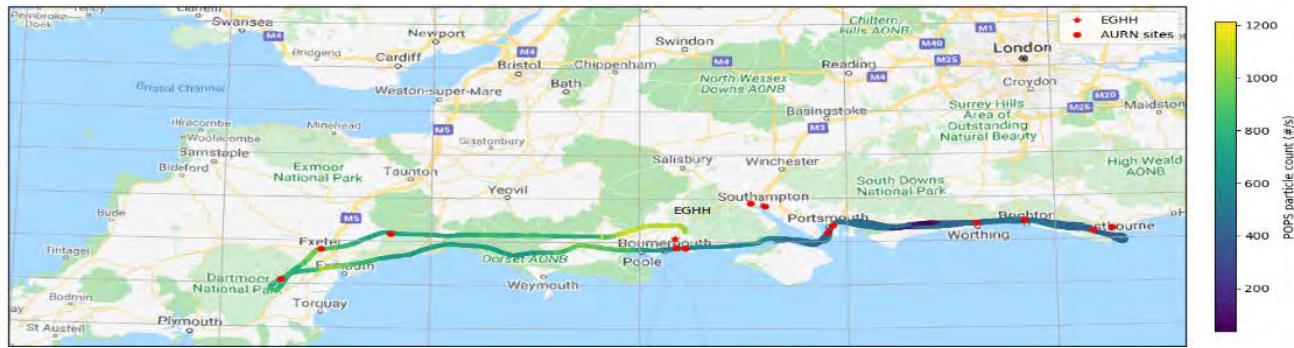 Pembroke
Dock
Llanelli
Swansea
M4
Bridgend
Newport
Cardiff
M4
Bristol
Bath
Chippenham
Swindon
M4
North Wessex
Downs AONB
Chiltern
Hills AONB
M40
M25
M1
London
Reading
M4
Croydon
M20
M25
Maidstone
Bristol Channel
Weston-super-Mare
M5
Basingstoke
M3
Surrey Hills
Area of
Outstanding
Natural Beauty
Ilfracombe
Woolacombe
Barnstaple
Bideford
Minehead
Exmoor
National Park
Glastonbury
Taunton
Salisbury
Winchester
High Weald
AONB
Yeovil
Southampton
South Downs
National Park
Bude
M5
EGHH
Portsmouth
Brighton
Worthing
Eastbourne
Tintagel
Exeter
Exmouth
Dorset AONB
Bournemouth
Poole
Weymouth
Dartmoor
National Park
Torquay
Bodmin
Plymouth
St Austell
EGHH
AURN sites
1200
1000
800
600
400
200
POPS particle count (#/s)